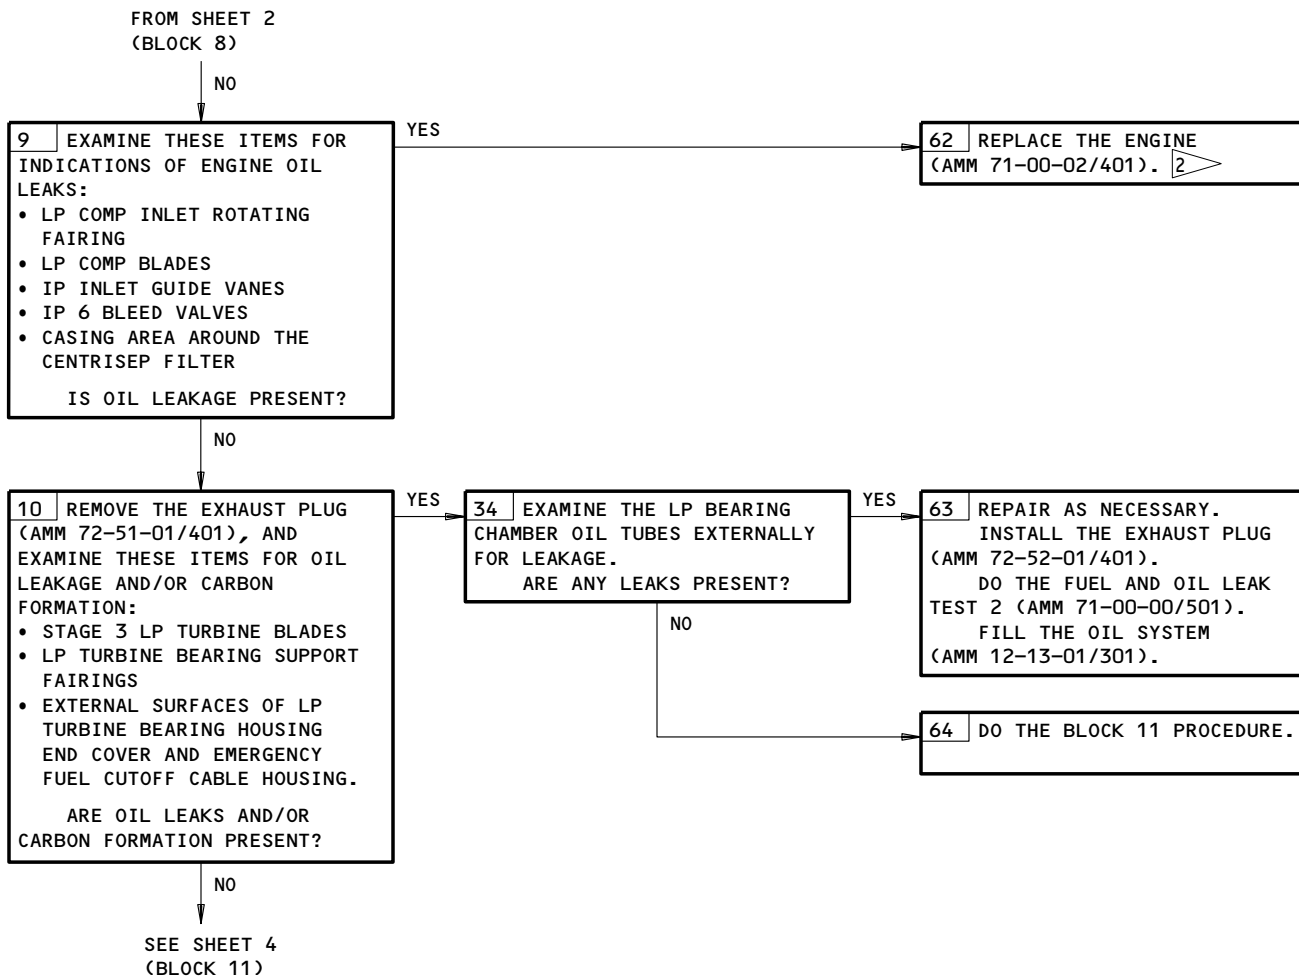 FROM SHEET 2
(BLOCK 8)
NO
9 EXAMINE THESE ITEMS FOR
INDICATIONS OF ENGINE OIL
LEAKS:
• LP COMP INLET ROTATING
FAIRING
• LP COMP BLADES
• IP INLET GUIDE VANES
• IP 6 BLEED VALVES
• CASING AREA AROUND THE
CENTRISEP FILTER
IS OIL LEAKAGE PRESENT?
YES
62 REPLACE THE ENGINE
(AMM 71-00-02/401). 2
NO
10 REMOVE THE EXHAUST PLUG
(AMM 72-51-01/401), AND
EXAMINE THESE ITEMS FOR OIL
LEAKAGE AND/OR CARBON
FORMATION:
• STAGE 3 LP TURBINE BLADES
• LP TURBINE BEARING SUPPORT
FAIRINGS
• EXTERNAL SURFACES OF LP
TURBINE BEARING HOUSING
END COVER AND EMERGENCY
FUEL CUTOFF CABLE HOUSING.
ARE OIL LEAKS AND/OR
CARBON FORMATION PRESENT?
YES
34 EXAMINE THE LP BEARING
CHAMBER OIL TUBES EXTERNALLY
FOR LEAKAGE.
ARE ANY LEAKS PRESENT?
YES
63 REPAIR AS NECESSARY.
INSTALL THE EXHAUST PLUG
(AMM 72-52-01/401).
DO THE FUEL AND OIL LEAK
TEST 2 (AMM 71-00-00/501).
FILL THE OIL SYSTEM
(AMM 12-13-01/301).
NO
64 DO THE BLOCK 11 PROCEDURE.
NO
SEE SHEET 4
(BLOCK 11)